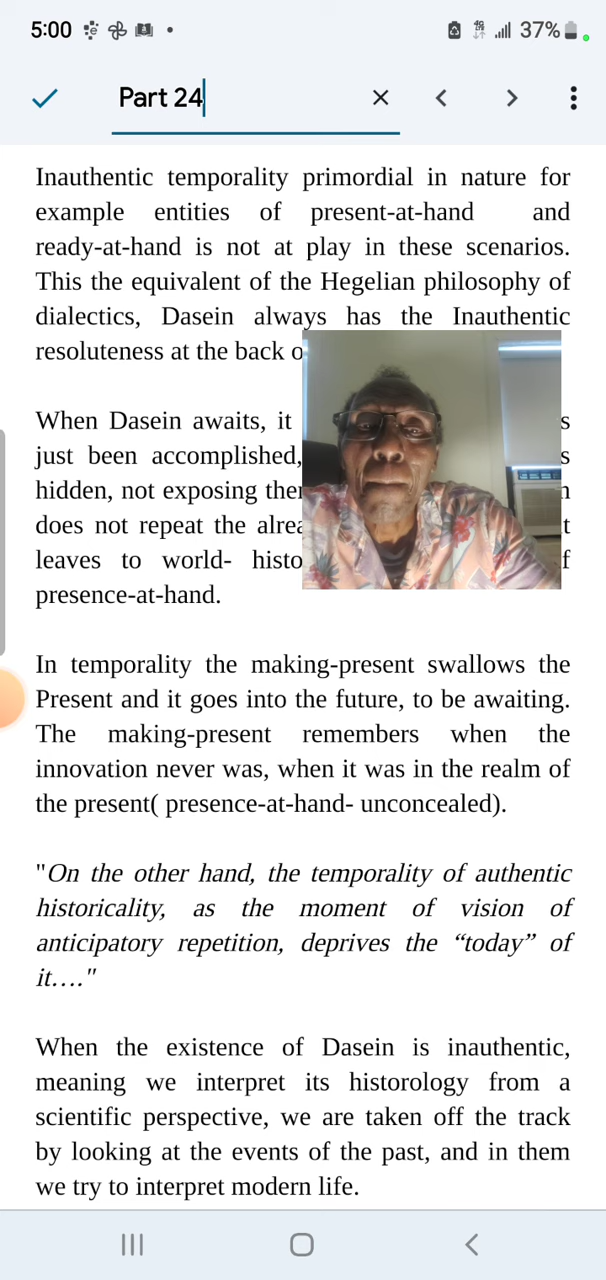 5:00
37%
Part 24
Inauthentic temporality primordial in nature for
example entities of present-at-hand and
ready-at-hand is not at play in these scenarios.
This the equivalent of the Hegelian philosophy of
dialectics, Dasein always has the Inauthentic
resoluteness at the back
When Dasein awaits, it
just been accomplished,
hidden, not exposing
does not repeat the
leaves to world- 
presence-at-hand.
In temporality the making-present swallows the
Present and it goes into the future, to be awaiting.
The making-present remembers when the
innovation never was, when it was in the realm of
the present( presence-at-hand- unconcealed).
"On the other hand, the temporality of authentic
historicality, as the moment of vision of
anticipatory repetition, deprives the “today” of
it...."
When the existence of Dasein is inauthentic,
meaning we interpret its historology from a
scientific perspective, we are taken off the track
by looking at the events of the past, and in them
we try to interpret modern life.